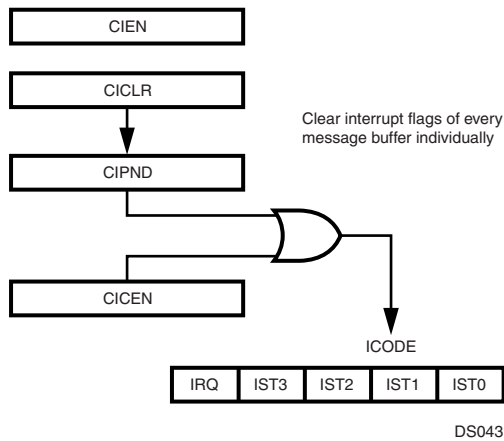 CIEN
CICLR
Clear interrupt flags of every
message buffer individually
CIPND
CICEN
ICODE
IRQ IST3 IST2 IST1 IST0
DS043